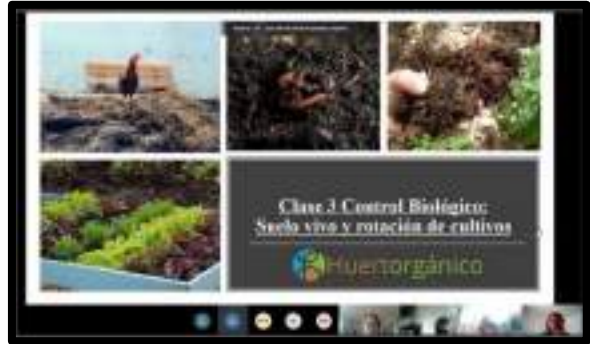 Clase 3 Control Biológico:
Suelo vivo y rotación de cultivos
Huertorgánico